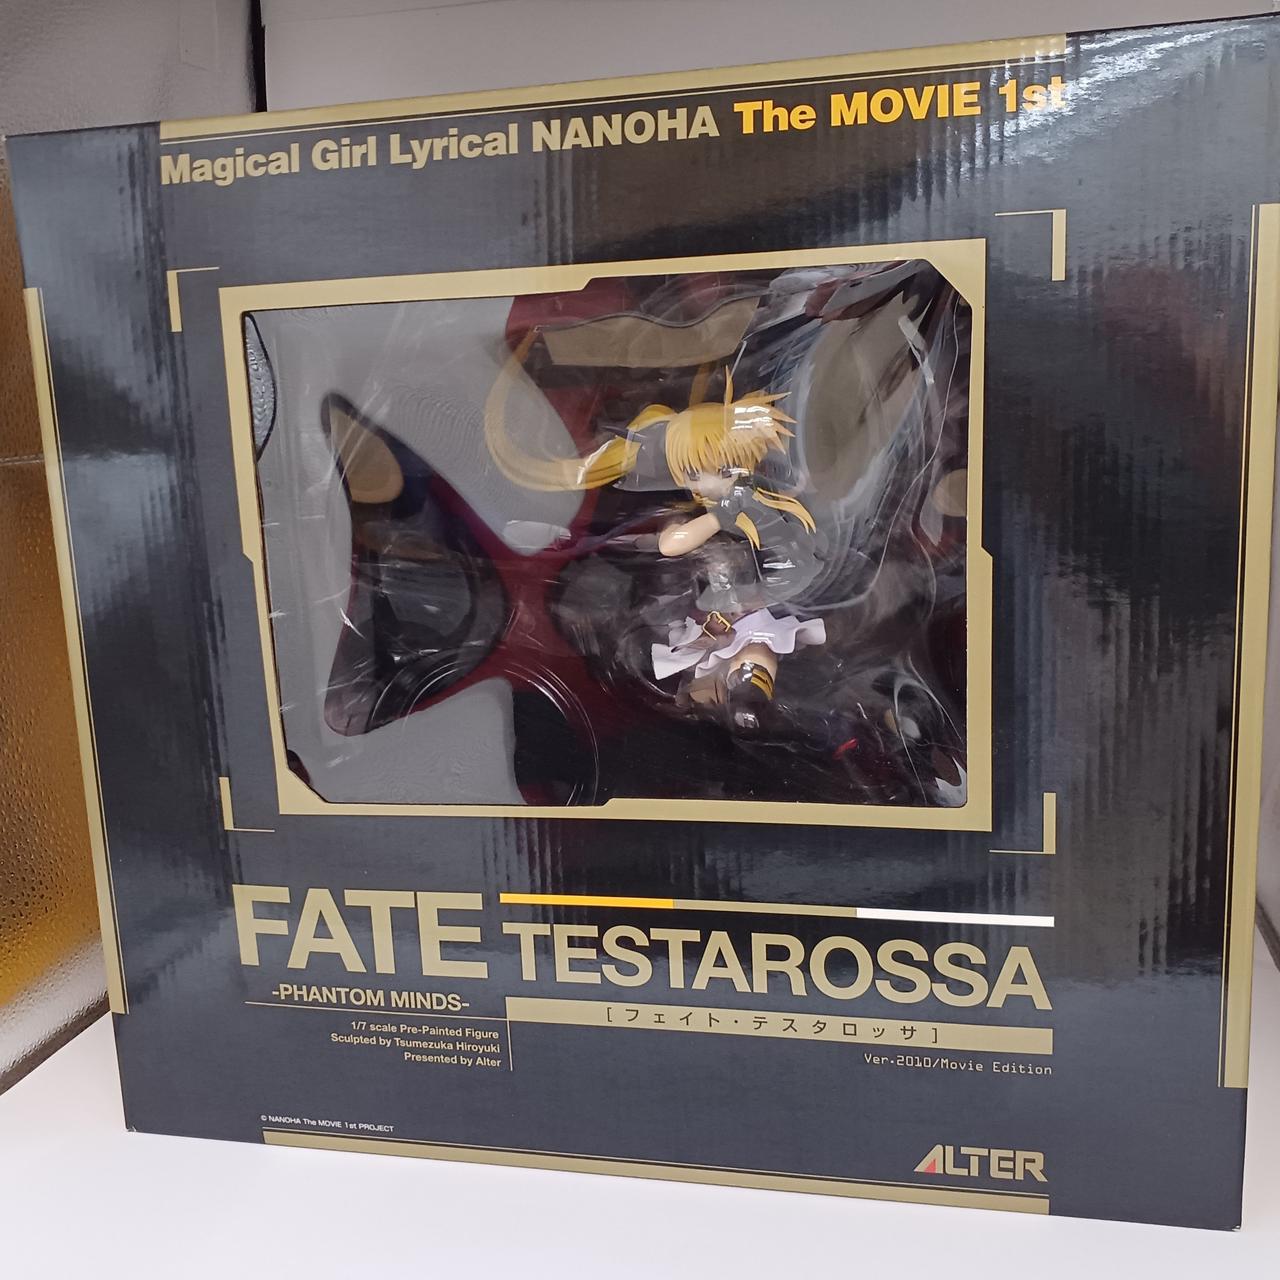 Magical Girl Lyrical NANOHA The MOVIE 1st
FATE TESTAROSSA
-PHANTOM MINDS-
[フェイト・テスタロッサ]
1/7 scale Pre-Painted Figure
Sculpted by Tsumezuka Hiroyuki
Presented by Alter
Ver.2010/Movie Edition
© NANOHA The MOVIE 1st PROJECT
ALTER